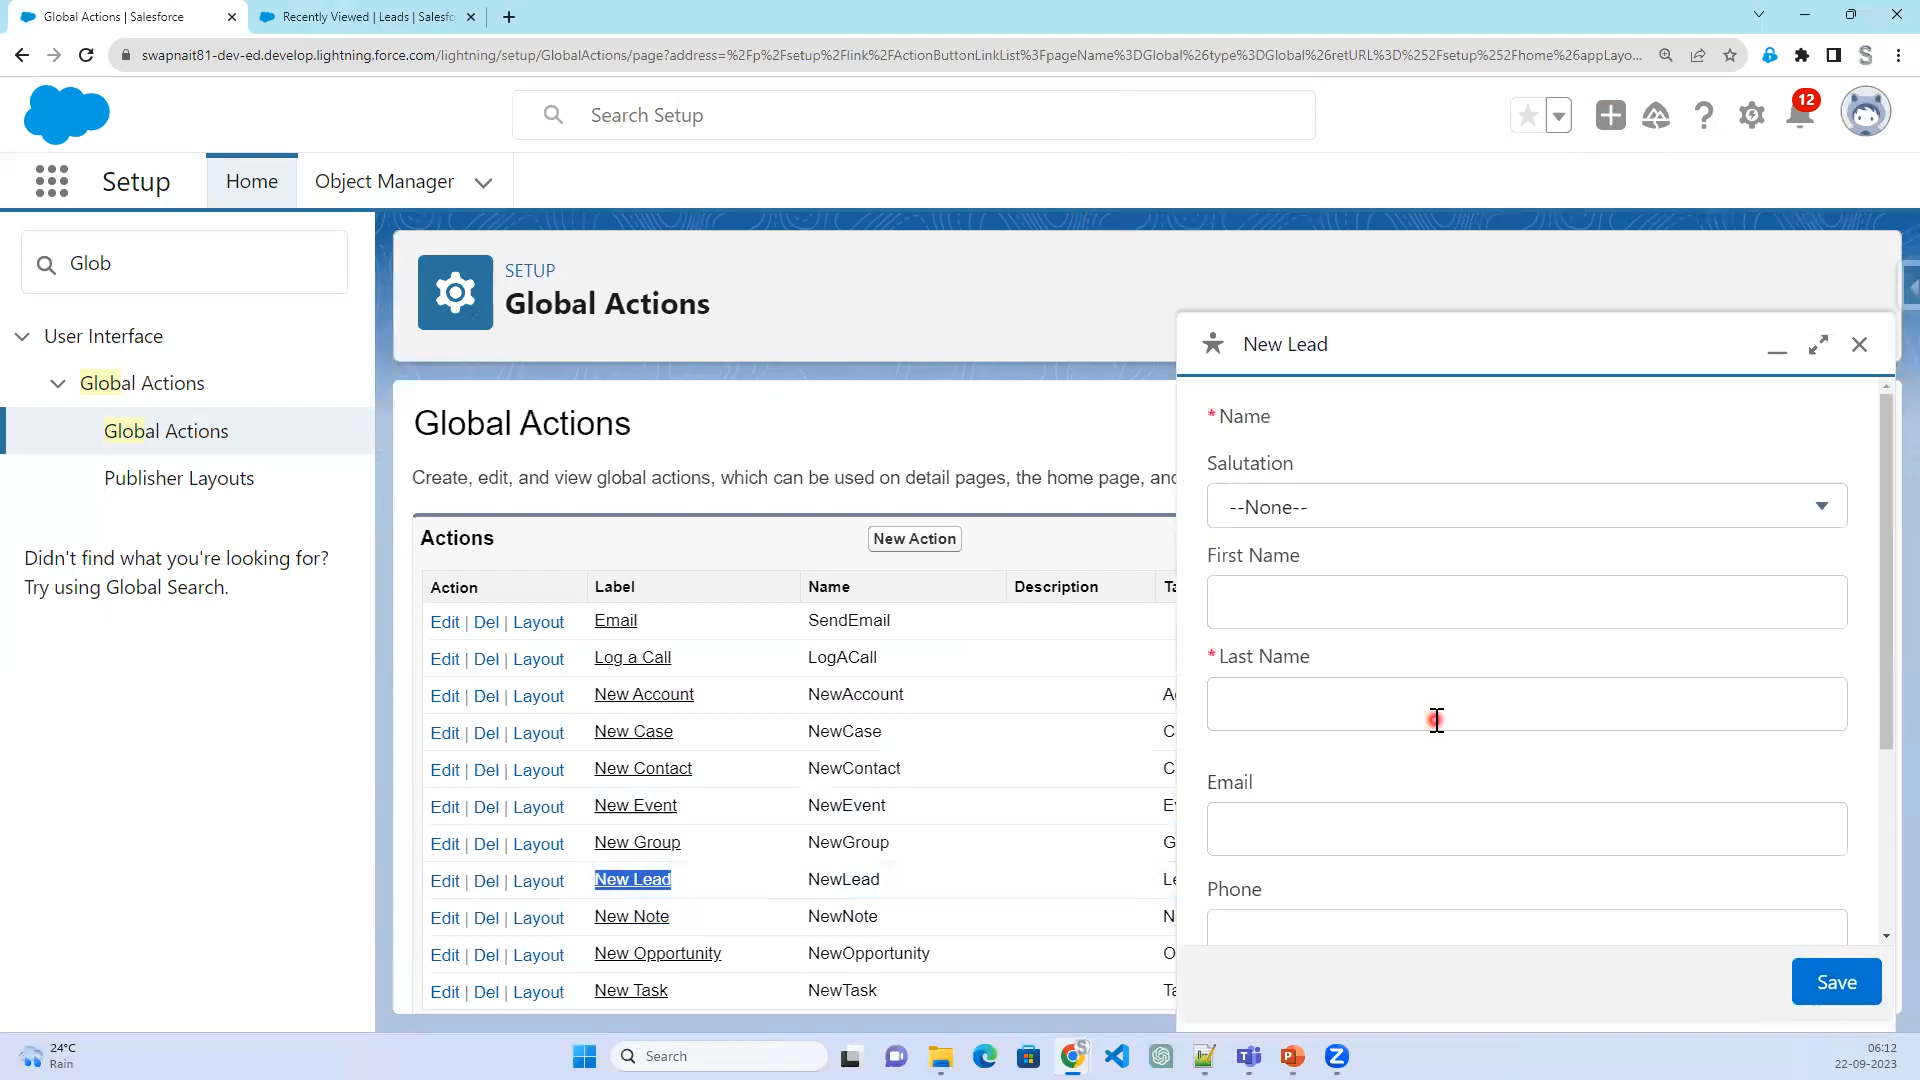 Global Actions | Salesforce
Recently Viewed | Leads | Salesfo
swapnait81-dev-ed.develop.lightning.force.com/lightning/setup/GlobalActions/page?address=%2Fp%2Fsetup%2Flink%2FActionButtonLinkList%3FpageName%3DGlobal%26type%3DGlobal%26retURL%3D%252Fsetup%252Fhome%26appLayo...
S
Search Setup
12
Setup
Home
Object Manager
Glob
User Interface
Global Actions
Global Actions
Publisher Layouts
Didn't find what you're looking for?
Try using Global Search.
SETUP
Global Actions
Global Actions
Create, edit, and view global actions, which can be used on detail pages, the home page, and
Actions
New Action
Action Label Name Description Ta
Edit | Del | Layout Email SendEmail
Edit | Del | Layout Log a Call LogACall
Edit | Del | Layout New Account NewAccount A
Edit | Del | Layout New Case NewCase C
Edit | Del | Layout New Contact NewContact C
Edit | Del | Layout New Event NewEvent E
Edit | Del | Layout New Group NewGroup G
Edit | Del | Layout New Lead NewLead Le
Edit | Del | Layout New Note NewNote N
Edit | Del | Layout New Opportunity NewOpportunity O
Edit | Del | Layout New Task NewTask Ta
New Lead
*Name
Salutation
--None--
First Name
*Last Name
Email
Phone
Save
24°C
Rain
Search
06:12
22-09-2023